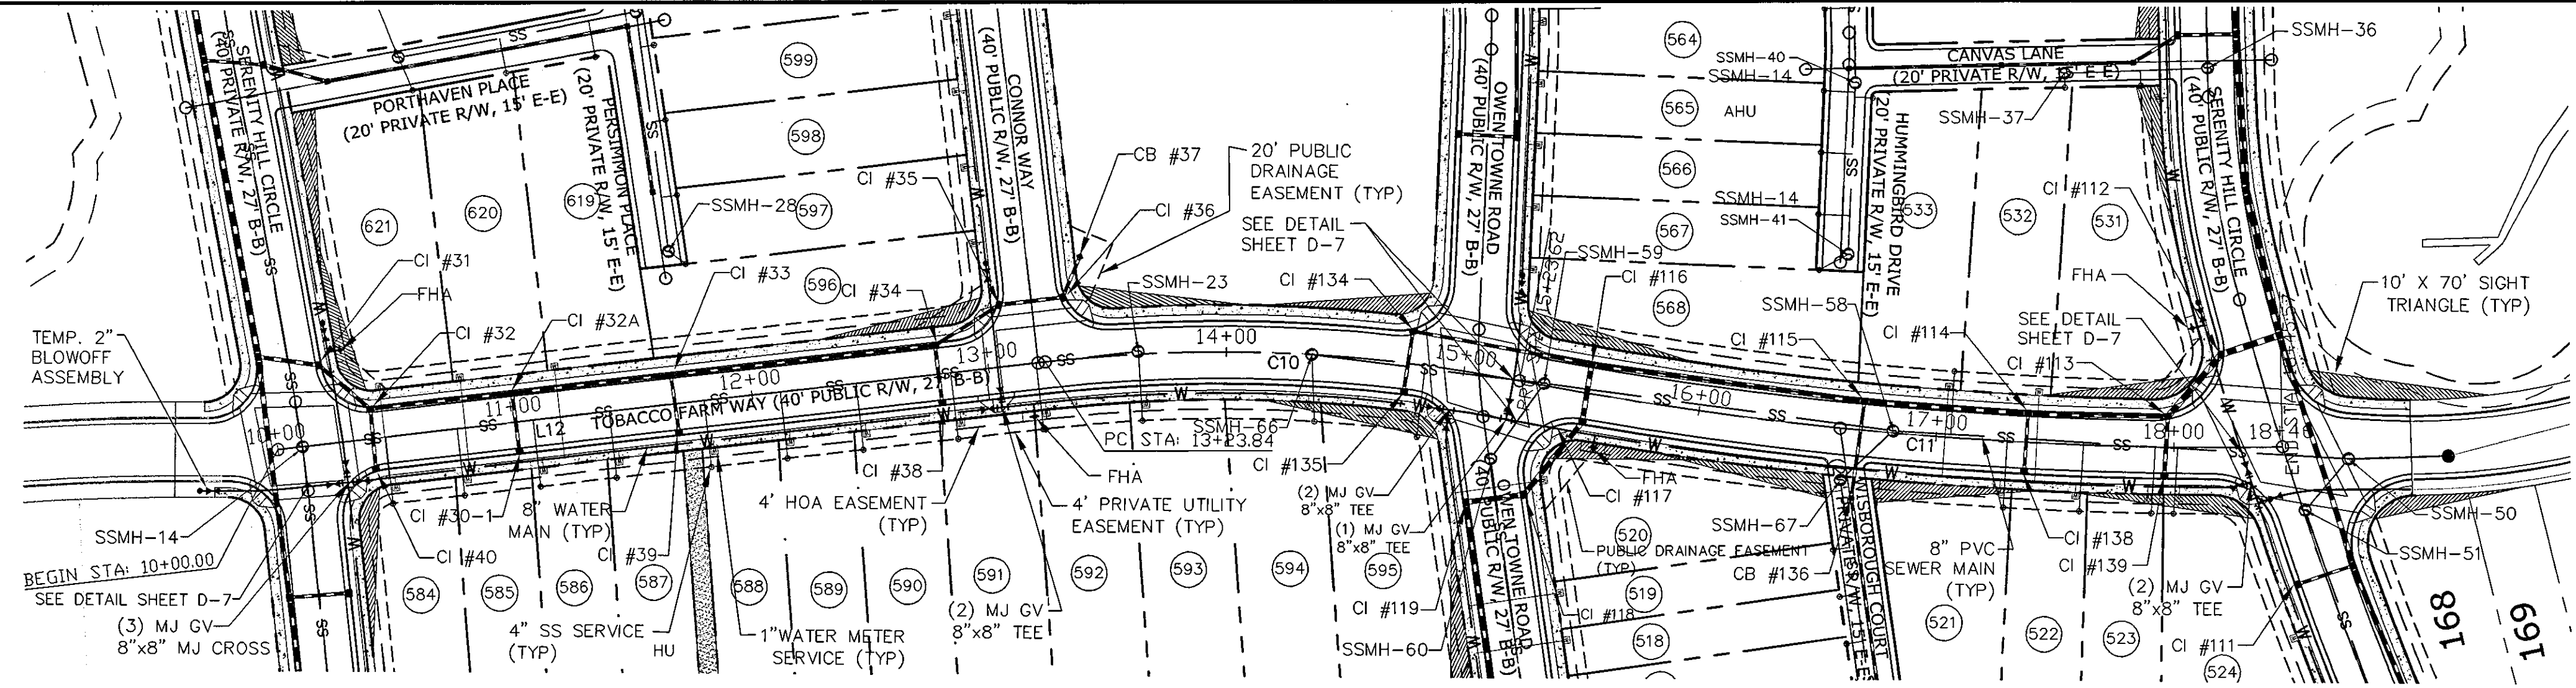 SERENITY HILL CIRCLE
(40' PRIVATE R/W, 27' B-B)
PORTHAVEN PLACE
(20' PRIVATE R/W, 15' E-E)
PERSIMMON PLACE
(20' PRIVATE R/W, 15' E-E)
SS
621
620
619
CI #31
FHA
CI #32
CI #32A
CI #33
SSMH-28
599
598
597
596
CI #34
CI #35
CONNOR WAY
(40' PUBLIC R/W, 27' B-B)
CB #37
CI #36
20' PUBLIC
DRAINAGE
EASEMENT (TYP)
SEE DETAIL
SHEET D-7
SSMH-23
CI #134
OWENTOWNE ROAD
(40' PUBLIC R/W, 27' B-B)
15+23.62
SSMH-59
CI #116
564
565
AHU
566
567
568
SSMH-40
SSMH-14
SSMH-14
SSMH-41
CANVAS LANE
(20' PRIVATE R/W, 15' E-E)
SSMH-37
HUMMINGBIRD DRIVE
(20' PRIVATE R/W, 15' E-E)
533
532
531
SSMH-58
CI #115
CI #114
CI #112
FHA
SEE DETAIL
SHEET D-7
CI #113
SSMH-36
SERENITY HILL CIRCLE
(40' PUBLIC R/W, 27' B-B)
10' X 70' SIGHT
TRIANGLE (TYP)
TEMP. 2"
BLOWOFF
ASSEMBLY
10+00
11+00
12+00
13+00
14+00
15+00
16+00
17+00
18+00
L12
TOBACCO FARM WAY (40' PUBLIC R/W, 27' B-B)
C10
C11
SS
W
SSMH-66
PC STA: 13+23.84
CI #135
SSMH-14
BEGIN STA: 10+00.00
SEE DETAIL SHEET D-7
(3) MJ GV
8"x8" MJ CROSS
CI #40
CI #30-1
8" WATER
MAIN (TYP)
CI #39
4" SS SERVICE
(TYP)
HU
1"WATER METER
SERVICE (TYP)
CI #38
4' HOA EASEMENT
(TYP)
FHA
4' PRIVATE UTILITY
EASEMENT (TYP)
(2) MJ GV
8"x8" TEE
584
585
586
587
588
589
590
591
592
593
594
595
(2) MJ GV
8"x8" TEE
(1) MJ GV
8"x8" TEE
CI #119
SSMH-60
OWENTOWNE ROAD
(40' PUBLIC R/W, 27' B-B)
FHA
CI #117
520
PUBLIC DRAINAGE EASEMENT
(TYP)
519
CI #118
518
SSMH-67
CB #136
WISBOROUGH COURT
8" PVC
SEWER MAIN
(TYP)
CI #138
CI #139
(2) MJ GV
8"x8" TEE
521
522
523
CI #111
524
SSMH-50
SSMH-51
168
169